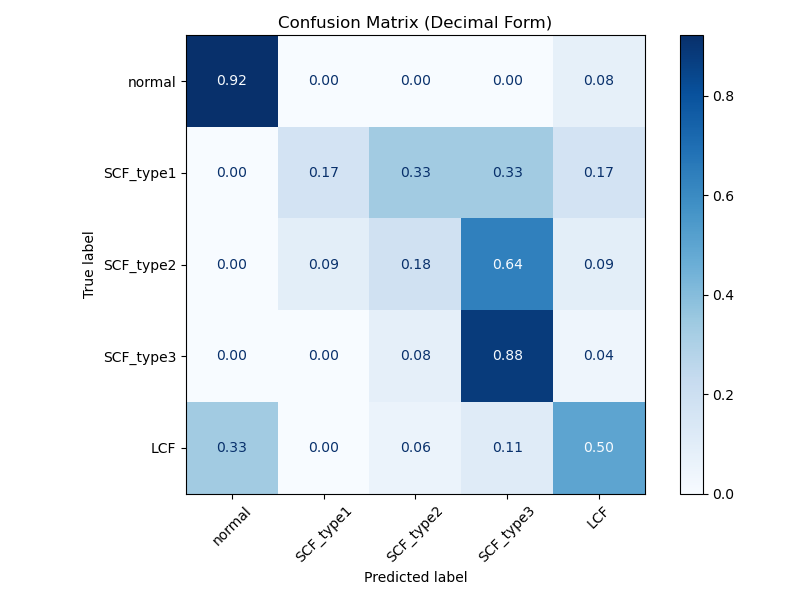 Confusion Matrix (Decimal Form)
normal 0.92 0.00 0.00 0.00 0.08
SCF_type1 0.00 0.17 0.33 0.33 0.17
SCF_type2 0.00 0.09 0.18 0.64 0.09
SCF_type3 0.00 0.00 0.08 0.88 0.04
LCF 0.33 0.00 0.06 0.11 0.50
True label
normal SCF_type1 SCF_type2 SCF_type3 LCF
Predicted label
0.8
0.6
0.4
0.2
0.0